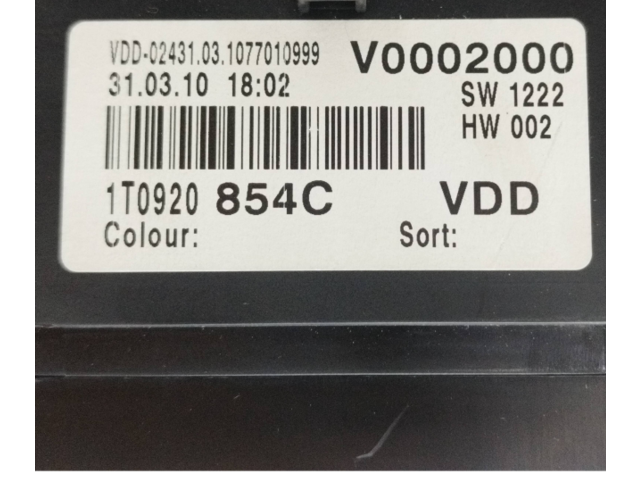 VDD-02431.03.1077010999 V0002000
31.03.10 18:02 SW 1222
HW 002
1T0920 854C VDD
Colour: Sort: